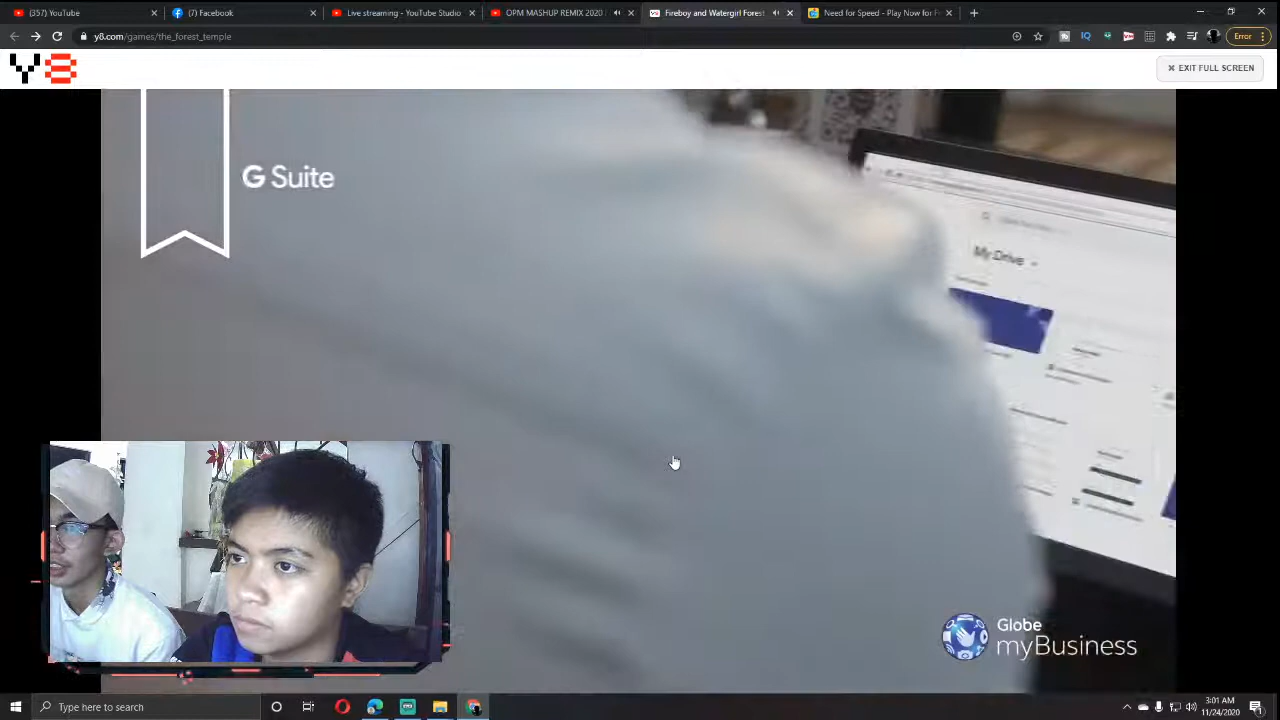 (357) YouTube
(7) Facebook
Live streaming - YouTube Studio
OPM MASHUP REMIX 2020
Fireboy and Watergirl Forest
Need for Speed - Play Now for F
y8.com/games/the_forest_temple
Error
Y8
EXIT FULL SCREEN
G Suite
My Drive
Globe
myBusiness
Type here to search
3:01 AM
11/24/2020